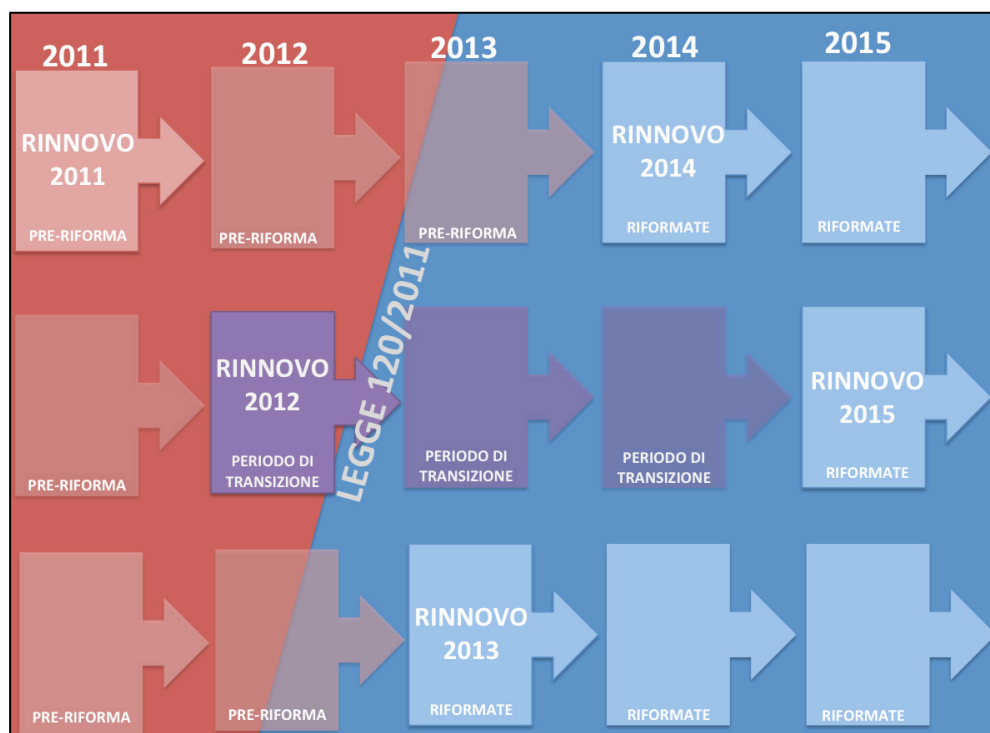 2011
2012
2013
2014
2015
RINNOVO
2011
PRE-RIFORMA
PRE-RIFORMA
PRE-RIFORMA
RINNOVO
2014
RIFORMATE
RIFORMATE
LEGGE 120/2011
PRE-RIFORMA
RINNOVO
2012
PERIODO DI
TRANSIZIONE
PERIODO DI
TRANSIZIONE
PERIODO DI
TRANSIZIONE
RINNOVO
2015
RIFORMATE
PRE-RIFORMA
PRE-RIFORMA
RINNOVO
2013
RIFORMATE
RIFORMATE
RIFORMATE